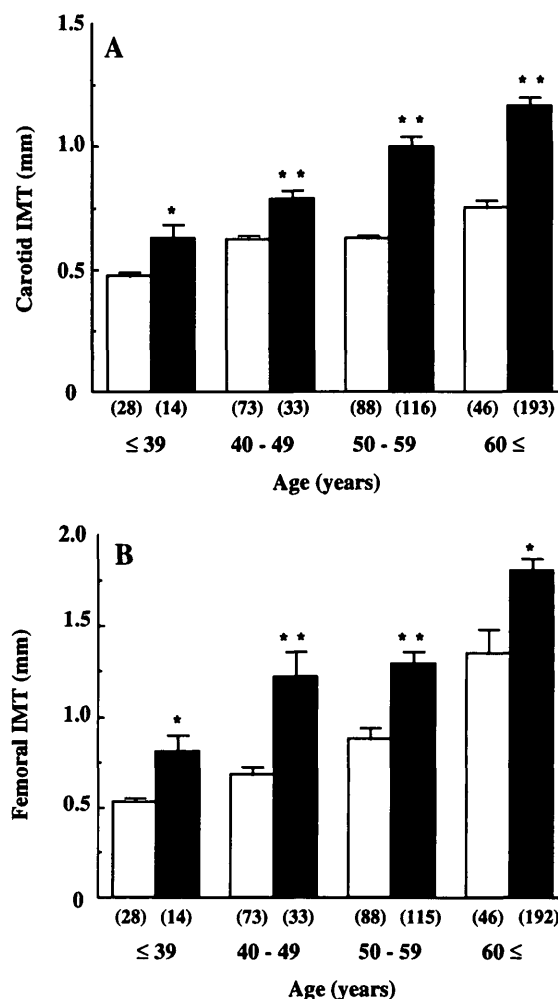 1.5
A
* *
* *
* *
1.0
*
Carotid IMT (mm)
0.5
0
(28) (14) (73) (33) (88) (116) (46) (193)
≤ 39 40 - 49 50 - 59 60 ≤
Age (years)
2.0
B
*
1.5
* *
* *
Femoral IMT (mm)
1.0
*
0.5
0
(28) (14) (73) (33) (88) (115) (46) (192)
≤ 39 40 - 49 50 - 59 60 ≤
Age (years)